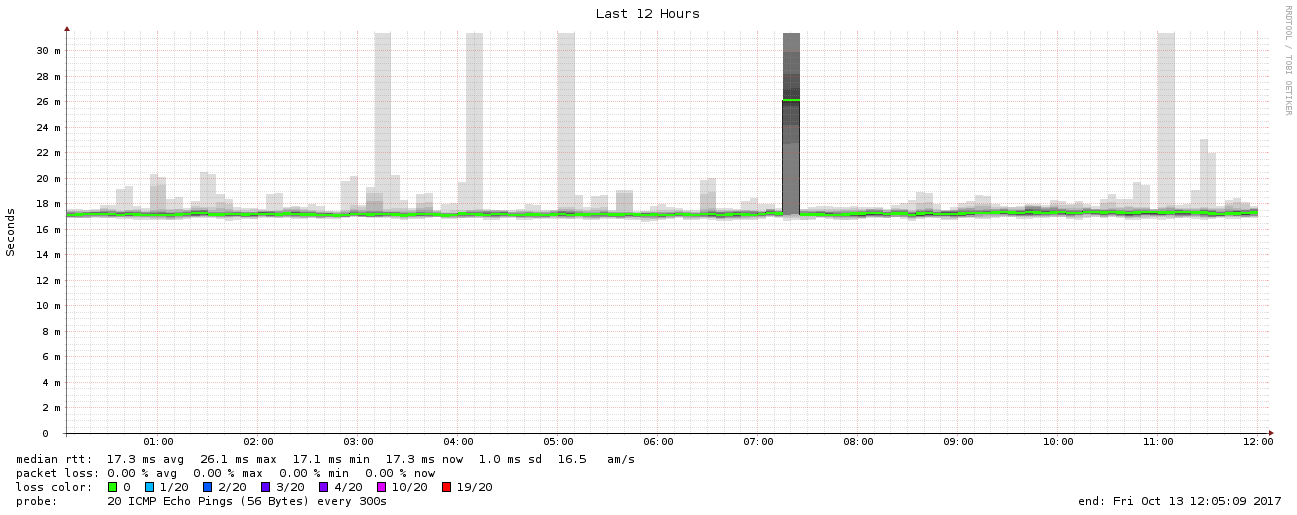 Last 12 Hours
RRDTOOL / TOBI OETIKER
Seconds
30 m
28 m
26 m
24 m
22 m
20 m
18 m
16 m
14 m
12 m
10 m
8 m
6 m
4 m
2 m
0
01:00 02:00 03:00 04:00 05:00 06:00 07:00 08:00 09:00 10:00 11:00 12:00
median rtt: 17.3 ms avg 26.1 ms max 17.1 ms min 17.3 ms now 1.0 ms sd 16.5 am/s
packet loss: 0.00 % avg 0.00 % max 0.00 % min 0.00 % now
loss color: 0 1/20 2/20 3/20 4/20 10/20 19/20
probe: 20 ICMP Echo Pings (56 Bytes) every 300s end: Fri Oct 13 12:05:09 2017